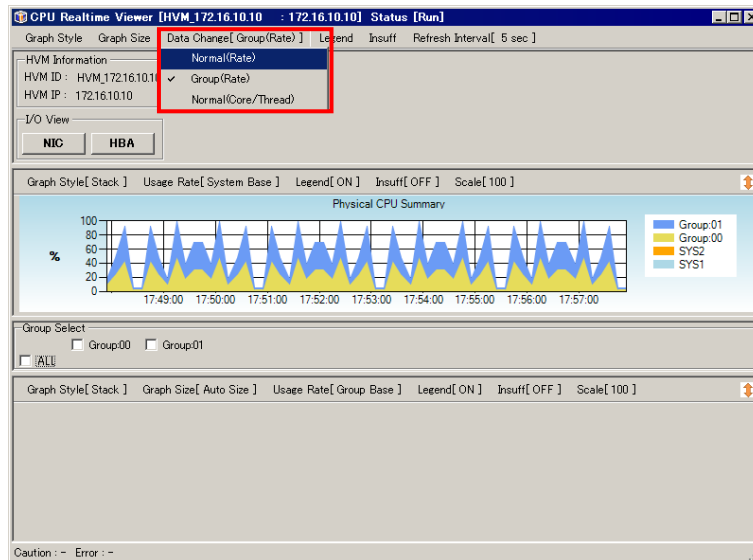 CPU Realtime Viewer [HVM_172.16.10.10 : 172.16.10.10] Status [Run]
Graph Style Graph Size Data Change[ Group(Rate) ] Legend Insuff Refresh Interval[ 5 sec ]
Normal(Rate)
✓ Group(Rate)
Normal(Core/Thread)
HVM Information
HVM ID : HVM_172.16.10.10
HVM IP : 172.16.10.10
I/O View
NIC HBA
Graph Style[ Stack ] Usage Rate[ System Base ] Legend[ ON ] Insuff[ OFF ] Scale[ 100 ]
Physical CPU Summary
%
100
80
60
40
20
0
17:49:00 17:50:00 17:51:00 17:52:00 17:53:00 17:54:00 17:55:00 17:56:00 17:57:00
Group:01
Group:00
SYS2
SYS1
Group Select
Group:00 Group:01
ALL
Graph Style[ Stack ] Graph Size[ Auto Size ] Usage Rate[ Group Base ] Legend[ ON ] Insuff[ OFF ] Scale[ 100 ]
Caution : - Error : -